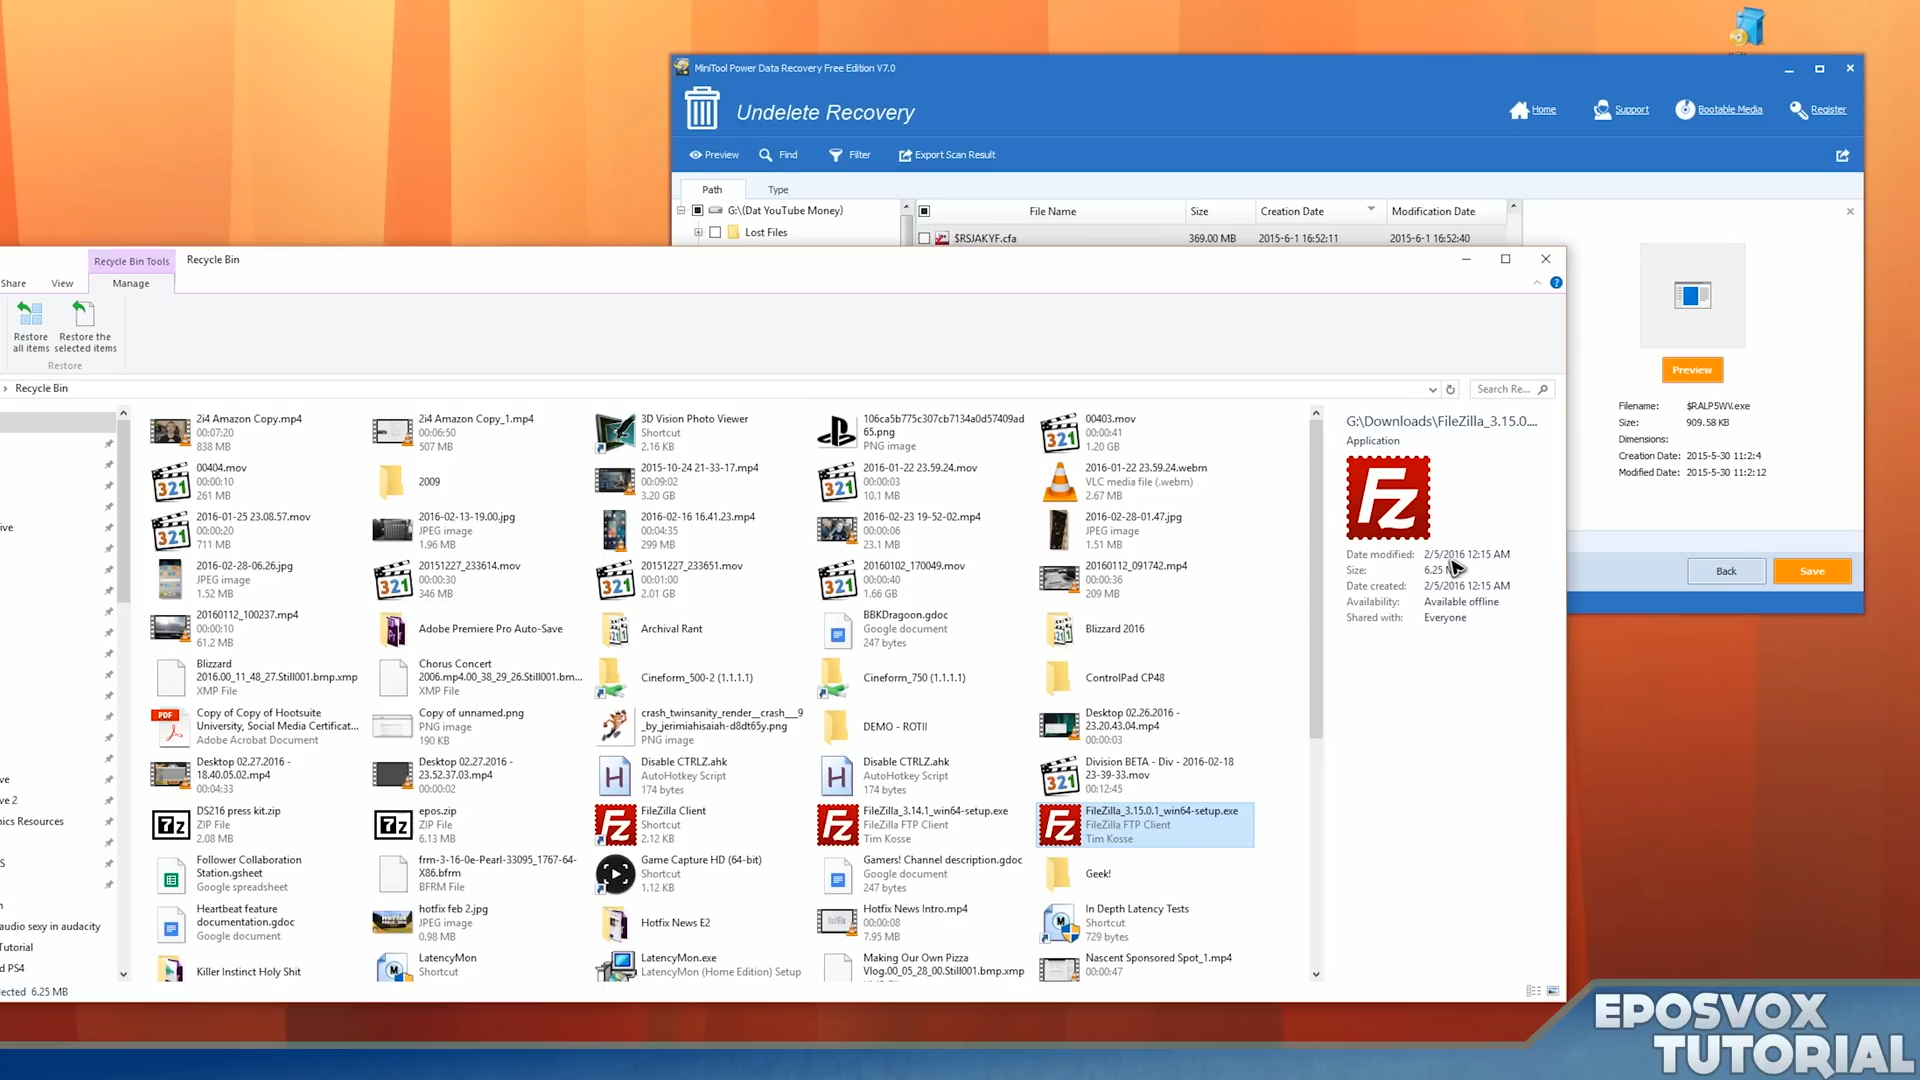 MiniTool Power Data Recovery Free Edition V7.0
Undelete Recovery
Home
Support
Bootable Media
Register
Preview
Find
Filter
Export Scan Result
Path
Type
G:\(Dat YouTube Money)
Lost Files
File Name
Size
Creation Date
Modification Date
$RSJAKYF.cfa
369.00 MB
2015-6-1 16:52:11
2015-6-1 16:52:40
Preview
Filename: $RALP5WV.exe
Size: 909.58 KB
Dimensions:
Creation Date: 2015-5-30 11:2:4
Modified Date: 2015-5-30 11:2:12
Back
Save
Recycle Bin Tools
Recycle Bin
Share
View
Manage
Restore
all items
Restore the
selected items
Restore
Recycle Bin
Search Re...
2i4 Amazon Copy.mp4
00:07:20
838 MB
2i4 Amazon Copy_1.mp4
00:06:50
507 MB
3D Vision Photo Viewer
Shortcut
2.16 KB
106ca5b775c307cb7134a0d57409ad
65.png
PNG image
00403.mov
00:00:41
1.20 GB
00404.mov
00:00:10
261 MB
2009
2015-10-24 21-33-17.mp4
00:09:02
3.20 GB
2016-01-22 23.59.24.mov
00:00:03
10.1 MB
2016-01-22 23.59.24.webm
VLC media file (.webm)
2.67 MB
2016-01-25 23.08.57.mov
00:00:20
711 MB
2016-02-13-19.00.jpg
JPEG image
1.96 MB
2016-02-16 16.41.23.mp4
00:04:35
299 MB
2016-02-23 19-52-02.mp4
00:00:06
23.1 MB
2016-02-28-01.47.jpg
JPEG image
1.51 MB
2016-02-28-06.26.jpg
JPEG image
1.52 MB
20151227_233614.mov
00:00:30
346 MB
20151227_233651.mov
00:01:00
2.01 GB
20160102_170049.mov
00:00:40
1.66 GB
20160112_091742.mp4
00:00:36
209 MB
20160112_100237.mp4
00:00:10
61.2 MB
Adobe Premiere Pro Auto-Save
Archival Rant
BBKDragoon.gdoc
Google document
247 bytes
Blizzard 2016
Blizzard
2016.00_11_48_27.Still001.bmp.xmp
XMP File
Chorus Concert
2006.mp4.00_38_29_26.Still001.bm...
XMP File
Cineform_500-2 (1.1.1.1)
Cineform_750 (1.1.1.1)
ControlPad CP48
Copy of Copy of Hootsuite
University, Social Media Certificat...
Adobe Acrobat Document
Copy of unnamed.png
PNG image
190 KB
crash_twinsanity_render__crash___9
_by_jerimiahisaiah-d8dt65y.png
PNG image
DEMO - ROTII
Desktop 02.26.2016 -
23.20.43.04.mp4
00:00:03
Desktop 02.27.2016 -
18.40.05.02.mp4
00:04:33
Desktop 02.27.2016 -
23.52.37.03.mp4
00:00:02
Disable CTRLZ.ahk
AutoHotkey Script
174 bytes
Disable CTRLZ.ahk
AutoHotkey Script
174 bytes
Division BETA - Div - 2016-02-18
23-39-33.mov
00:12:45
DS216 press kit.zip
ZIP File
2.08 MB
epos.zip
ZIP File
6.13 MB
FileZilla Client
Shortcut
2.12 KB
FileZilla_3.14.1_win64-setup.exe
FileZilla FTP Client
Tim Kosse
FileZilla_3.15.0.1_win64-setup.exe
FileZilla FTP Client
Tim Kosse
Follower Collaboration
Station.gsheet
Google spreadsheet
frm-3-16-0e-Pearl-33095_1767-64-
X86.bfrm
BFRM File
Game Capture HD (64-bit)
Shortcut
1.12 KB
Gamers! Channel description.gdoc
Google document
247 bytes
Geek!
Heartbeat feature
documentation.gdoc
Google document
hotfix feb 2.jpg
JPEG image
0.98 MB
Hotfix News E2
Hotfix News Intro.mp4
00:00:08
7.95 MB
In Depth Latency Tests
Shortcut
729 bytes
Killer Instinct Holy Shit
LatencyMon
Shortcut
LatencyMon.exe
LatencyMon (Home Edition) Setup
Making Our Own Pizza
Vlog.00_05_28_00.Still001.bmp.xmp
Nascent Sponsored Spot_1.mp4
00:00:47
G:\Downloads\FileZilla_3.15.0....
Application
Date modified: 2/5/2016 12:15 AM
Size: 6.25 M
Date created: 2/5/2016 12:15 AM
Availability: Available offline
Shared with: Everyone
ive
ve
ve 2
nics Resources
S
n
audio sexy in audacity
Tutorial
d PS4
lected 6.25 MB
EPOSVOX
TUTORIAL